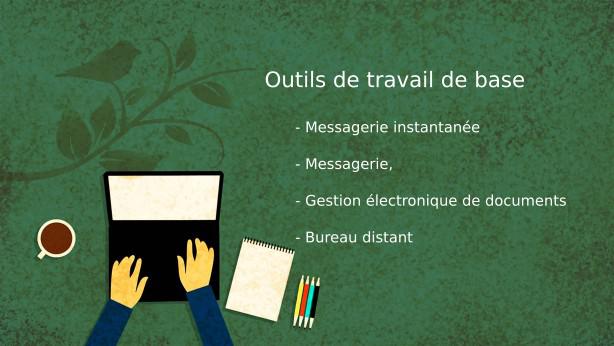 Outils de travail de base
- Messagerie instantanée
- Messagerie,
- Gestion électronique de documents
- Bureau distant